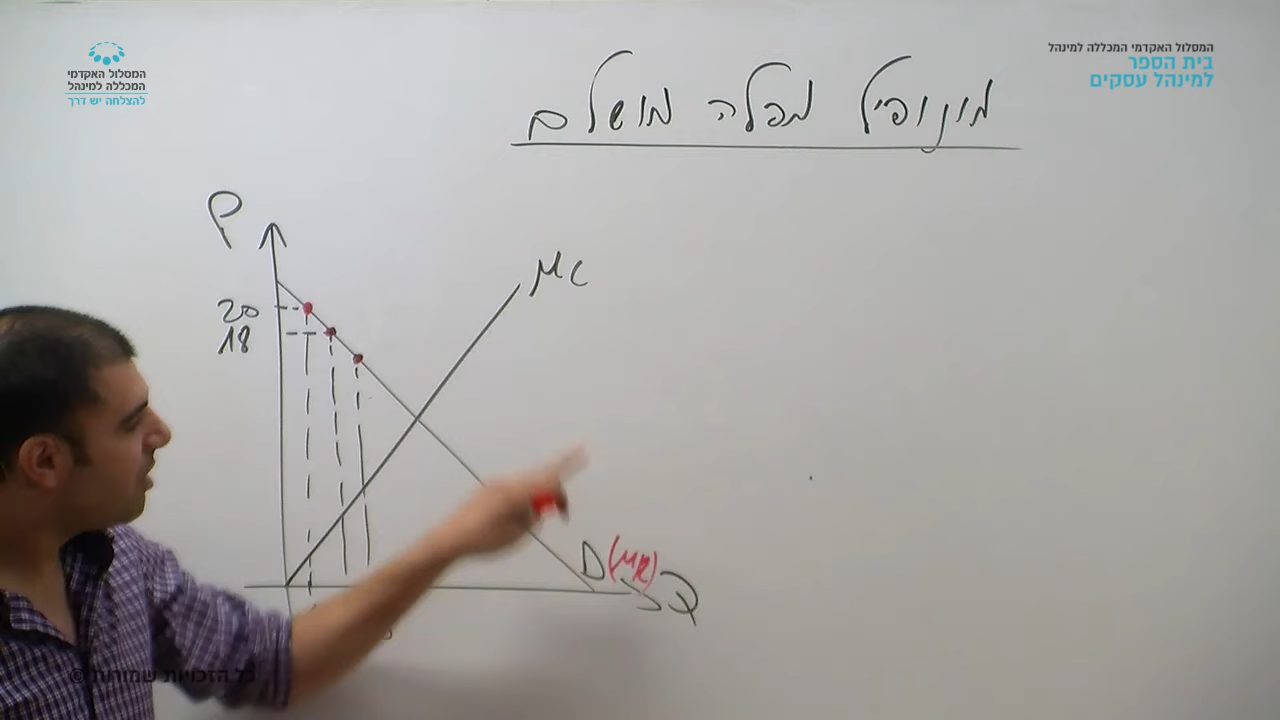 המסלול האקדמי המכללה למינהל
בית הספר
למינהל עסקים
המסלול האקדמי
המכללה למינהל
להצלחה יש דרך
מונופול מפלה מושלם
P
MC
20
18
D (MR)
Q
כל הזכויות שמורות ©